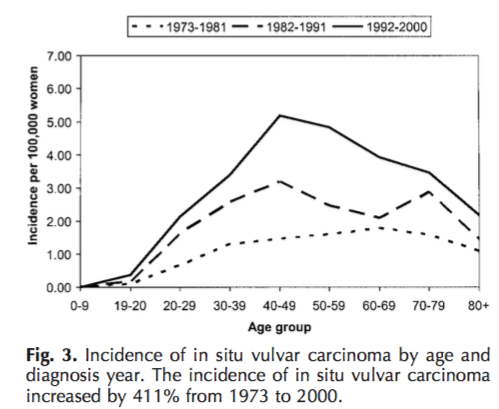 1973-1981 1982-1991 1992-2000
Incidence per 100,000 women
7.00
6.00
5.00
4.00
3.00
2.00
1.00
0.00
0-9 19-20 20-29 30-39 40-49 50-59 60-69 70-79 80+
Age group
Fig. 3. Incidence of in situ vulvar carcinoma by age and
diagnosis year. The incidence of in situ vulvar carcinoma
increased by 411% from 1973 to 2000.